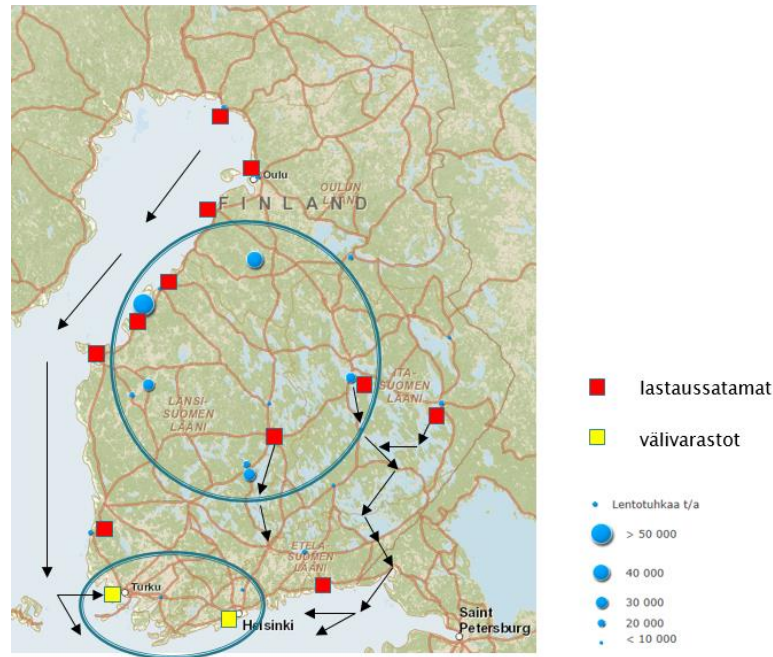 Oulu
OULUN
LÄÄNI
FINLAND
ITÄ-
SUOMEN
LÄÄNI
LÄNSI-
SUOMEN
LÄÄNI
ETELÄ-
SUOMEN
LÄÄNI
Turku
Helsinki
Saint
Petersburg
lastaussatamat
välivarastot
Lentotuhkaa t/a
> 50 000
40 000
30 000
20 000
< 10 000